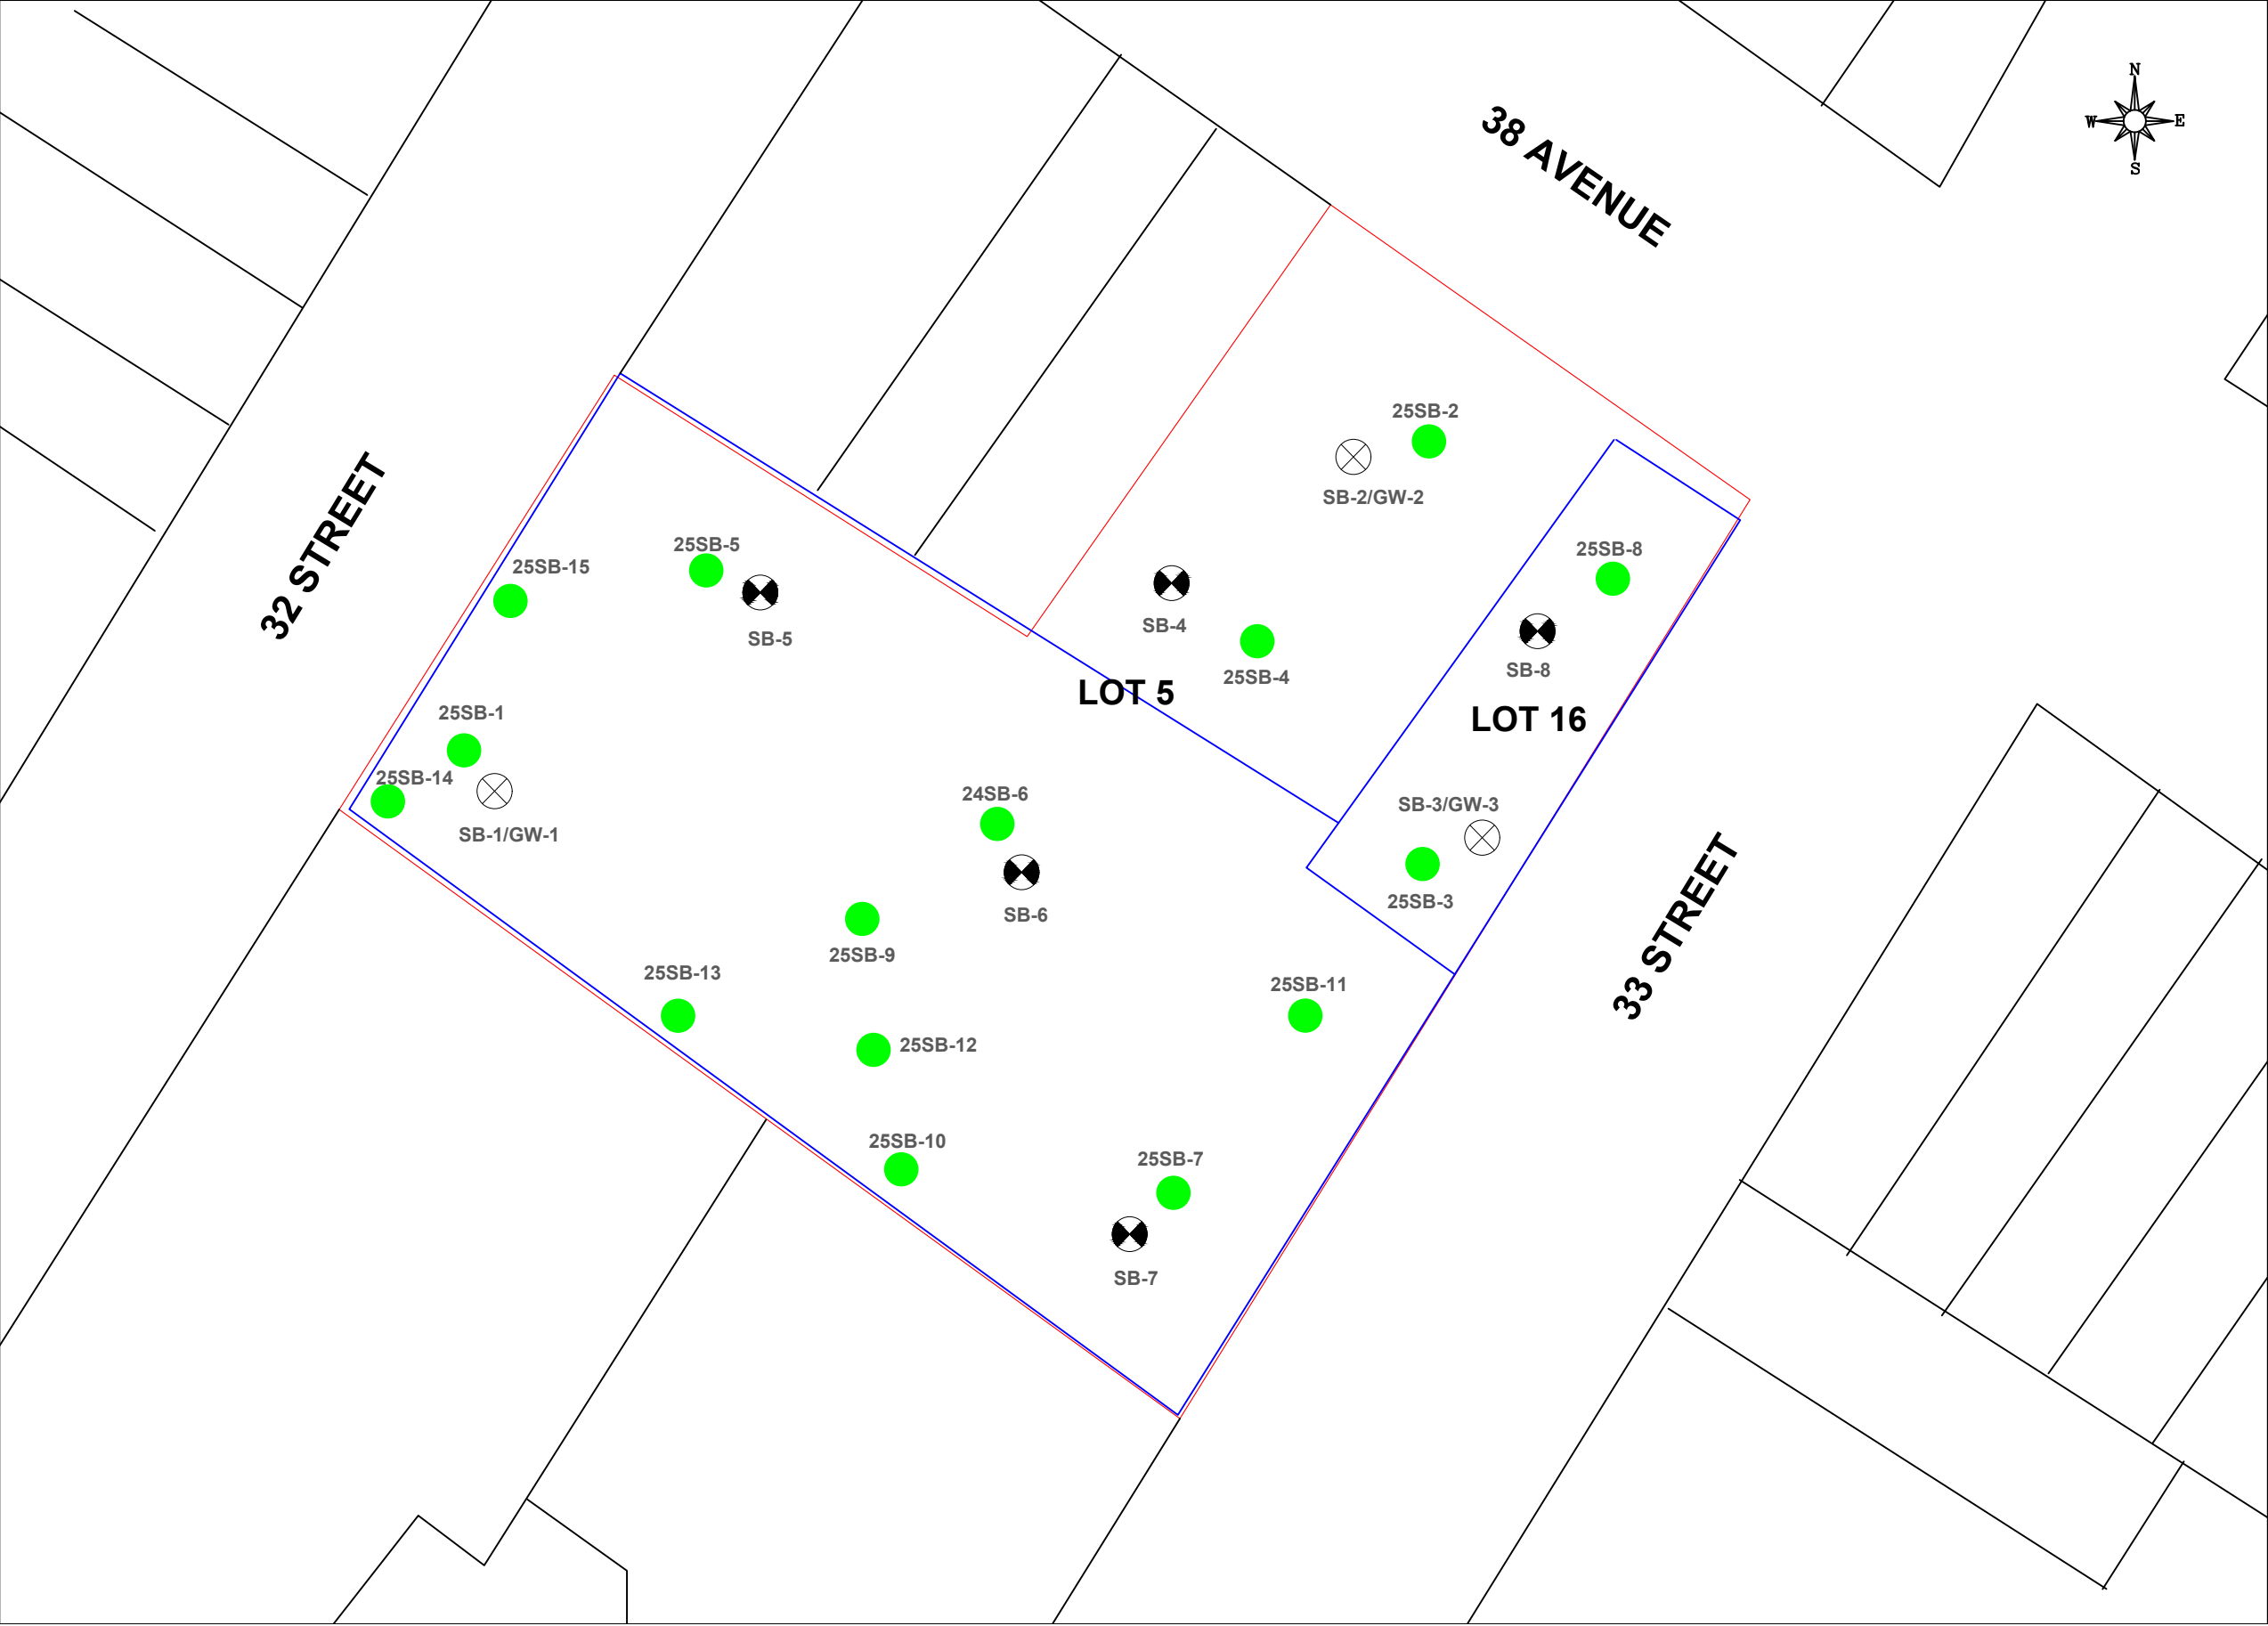 N
W
E
S
38 AVENUE
32 STREET
25SB-2
SB-2/GW-2
25SB-5
25SB-15
25SB-8
SB-5
SB-4
25SB-4
SB-8
LOT 5
LOT 16
25SB-1
25SB-14
SB-1/GW-1
24SB-6
SB-3/GW-3
25SB-3
SB-6
33 STREET
25SB-9
25SB-13
25SB-11
25SB-12
25SB-10
25SB-7
SB-7